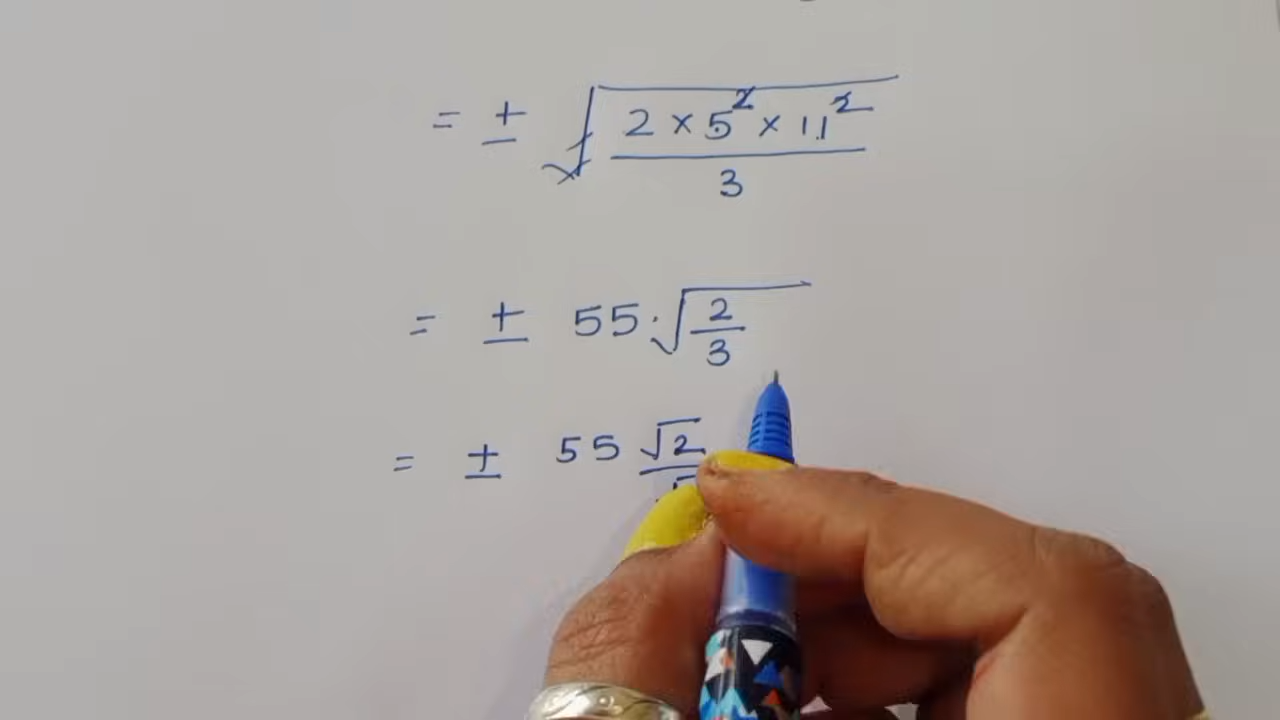 = ± √(2 × 5² × 11² / 3)
= ± 55 · √(2/3)
= ± 55 √2 / √